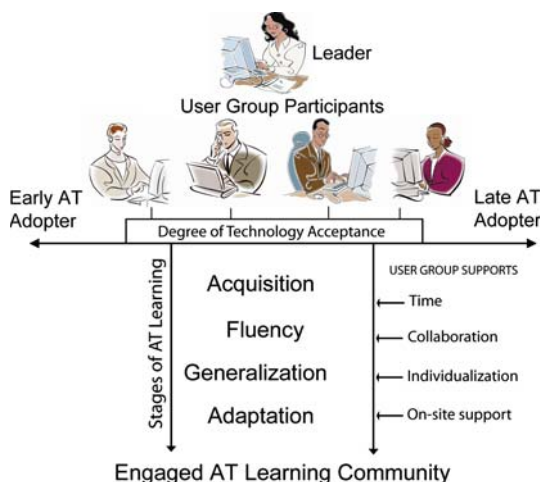 Leader
User Group Participants
Early AT
Adopter
Late AT
Adopter
Degree of Technology Acceptance
Stages of AT Learning
Acquisition
Fluency
Generalization
Adaptation
USER GROUP SUPPORTS
Time
Collaboration
Individualization
On-site support
Engaged AT Learning Community